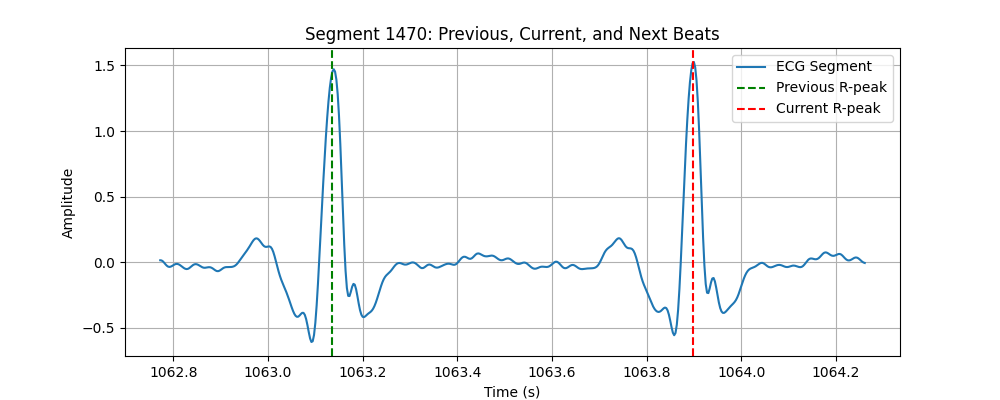 Segment 1470: Previous, Current, and Next Beats
ECG Segment
Previous R-peak
Current R-peak
Amplitude
1.5
1.0
0.5
0.0
−0.5
1062.8 1063.0 1063.2 1063.4 1063.6 1063.8 1064.0 1064.2
Time (s)